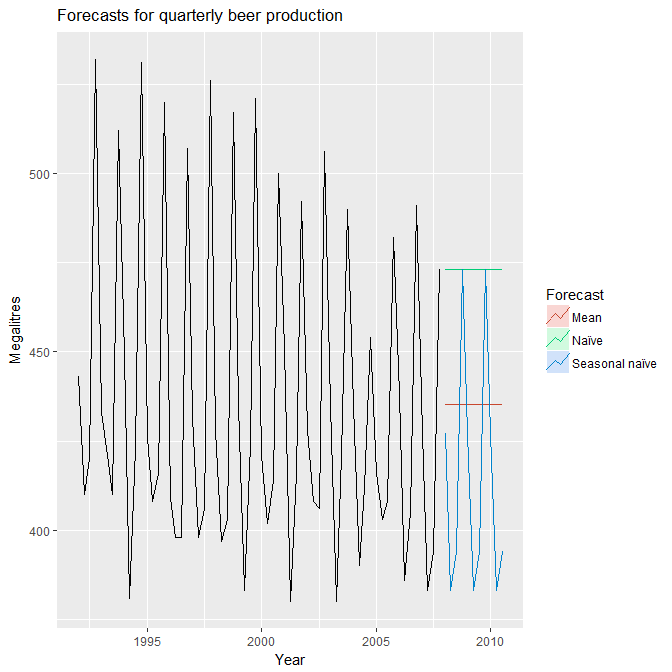 Forecasts for quarterly beer production
500
450
400
Megalitres
1995
2000
2005
2010
Year
Forecast
Mean
Naïve
Seasonal naïve